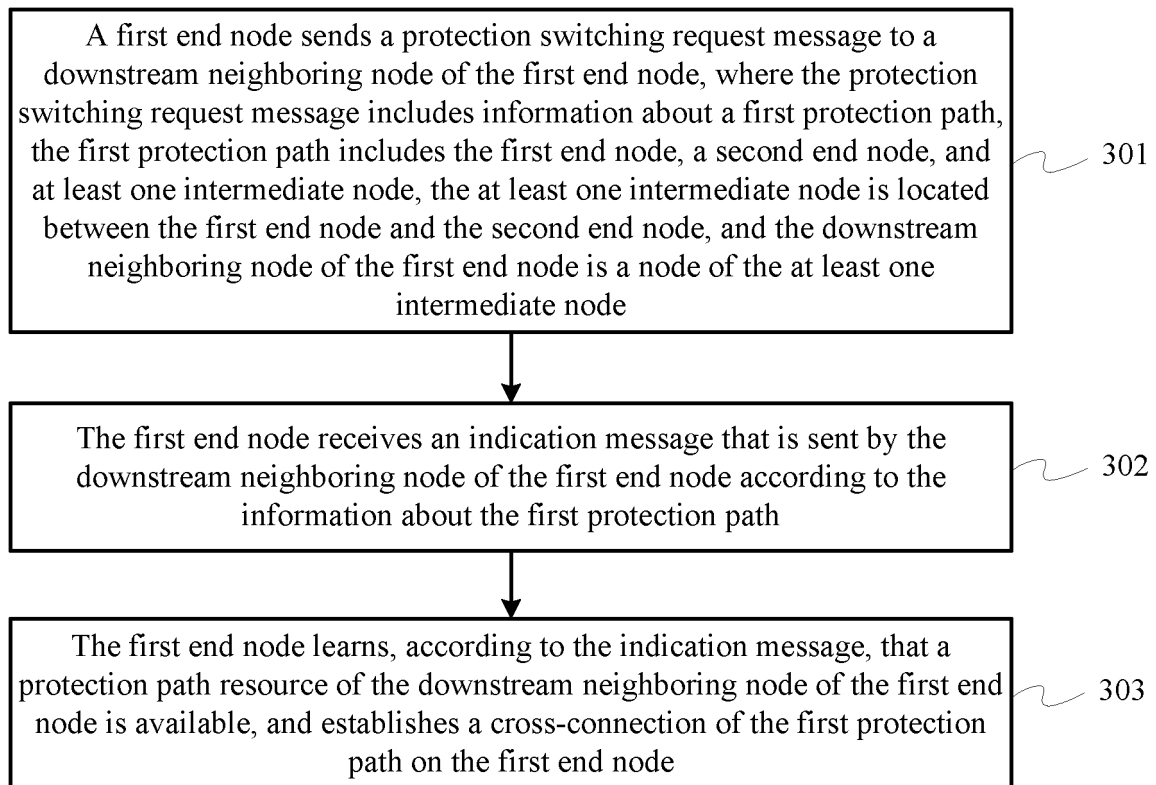 A first end node sends a protection switching request message to a
downstream neighboring node of the first end node, where the protection
switching request message includes information about a first protection path,
the first protection path includes the first end node, a second end node, and
at least one intermediate node, the at least one intermediate node is located
between the first end node and the second end node, and the downstream
neighboring node of the first end node is a node of the at least one
intermediate node
301
The first end node receives an indication message that is sent by the
downstream neighboring node of the first end node according to the
information about the first protection path
302
The first end node learns, according to the indication message, that a
protection path resource of the downstream neighboring node of the first end
node is available, and establishes a cross-connection of the first protection
path on the first end node
303